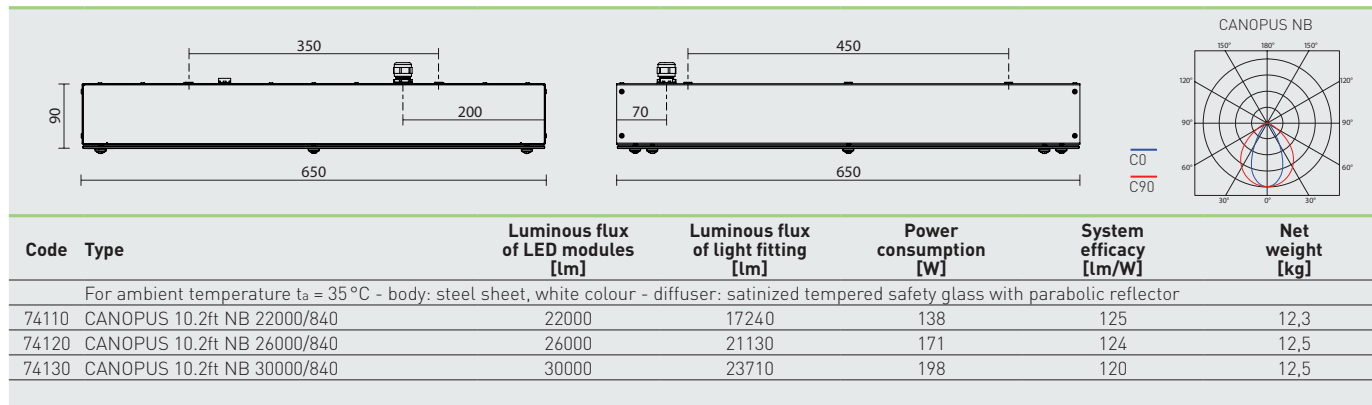 350
90
200
650
450
70
650
CANOPUS NB
150° 180° 150°
120° 120°
90° 90°
60° 60°
30° 0° 30°
C0
C90
Code Type Luminous flux of LED modules [lm] Luminous flux of light fitting [lm] Power consumption [W] System efficacy [lm/W] Net weight [kg]
For ambient temperature ta = 35 °C - body: steel sheet, white colour - diffuser: satinized tempered safety glass with parabolic reflector
74110 CANOPUS 10.2ft NB 22000/840 22000 17240 138 125 12,3
74120 CANOPUS 10.2ft NB 26000/840 26000 21130 171 124 12,5
74130 CANOPUS 10.2ft NB 30000/840 30000 23710 198 120 12,5